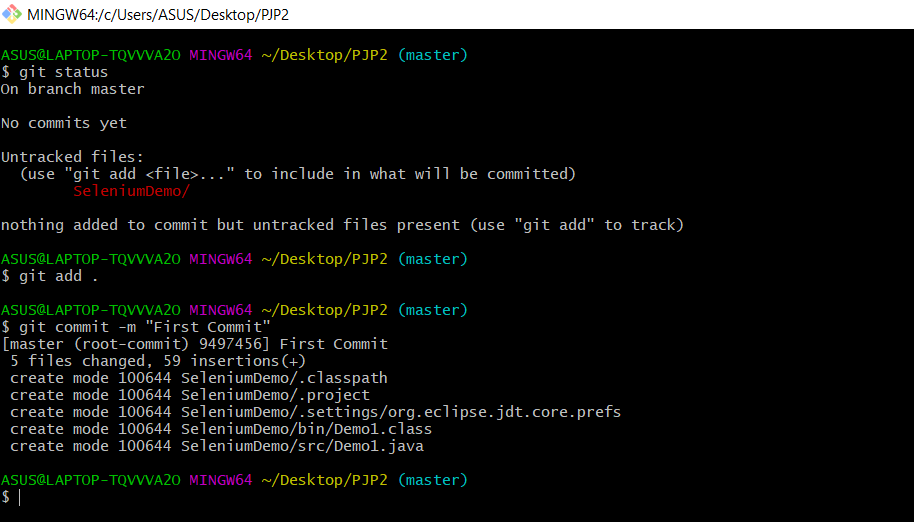 MINGW64:/c/Users/ASUS/Desktop/PJP2
ASUS@LAPTOP-TQVVVA2O MINGW64 ~/Desktop/PJP2 (master)
$ git status
On branch master
No commits yet
Untracked files:
  (use "git add <file>..." to include in what will be committed)
        SeleniumDemo/
nothing added to commit but untracked files present (use "git add" to track)
ASUS@LAPTOP-TQVVVA2O MINGW64 ~/Desktop/PJP2 (master)
$ git add .
ASUS@LAPTOP-TQVVVA2O MINGW64 ~/Desktop/PJP2 (master)
$ git commit -m "First Commit"
[master (root-commit) 9497456] First Commit
 5 files changed, 59 insertions(+)
 create mode 100644 SeleniumDemo/.classpath
 create mode 100644 SeleniumDemo/.project
 create mode 100644 SeleniumDemo/.settings/org.eclipse.jdt.core.prefs
 create mode 100644 SeleniumDemo/bin/Demo1.class
 create mode 100644 SeleniumDemo/src/Demo1.java
ASUS@LAPTOP-TQVVVA2O MINGW64 ~/Desktop/PJP2 (master)
$